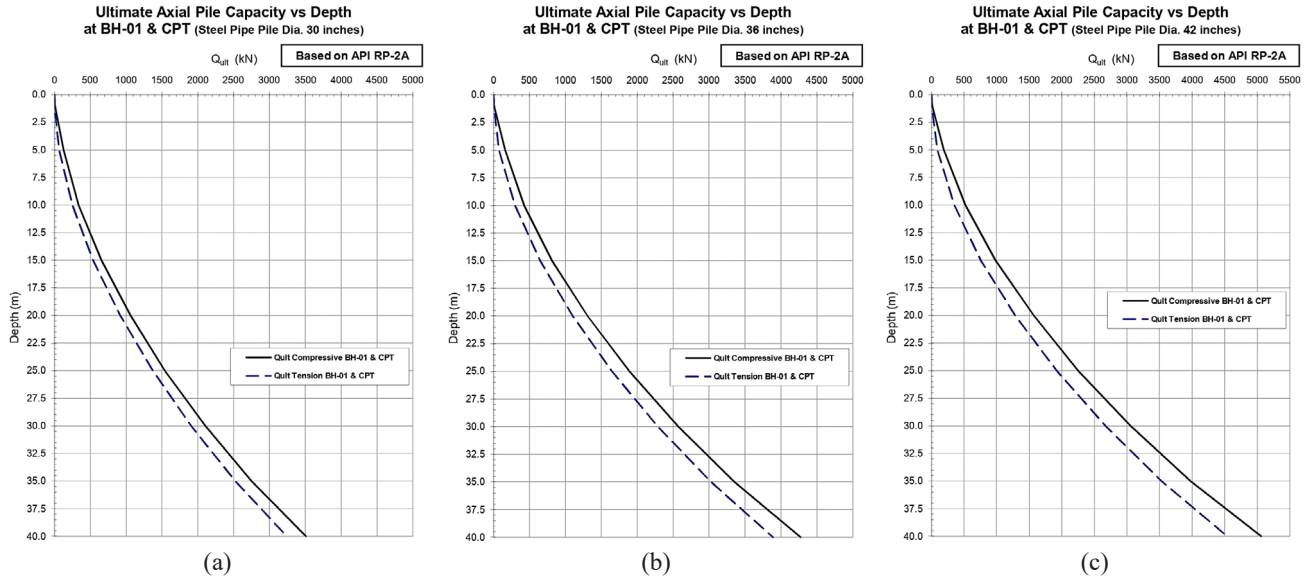 Ultimate Axial Pile Capacity vs Depth
at BH-01 & CPT (Steel Pipe Pile Dia. 30 inches)
Qult (kN)
Based on API RP-2A
0 500 1000 1500 2000 2500 3000 3500 4000 4500 5000
0.0
2.5
5.0
7.5
10.0
12.5
15.0
17.5
20.0
22.5
25.0
27.5
30.0
32.5
35.0
37.5
40.0
Depth (m)
Qult Compressive BH-01 & CPT
Qult Tension BH-01 & CPT
(a)
Ultimate Axial Pile Capacity vs Depth
at BH-01 & CPT (Steel Pipe Pile Dia. 36 inches)
Qult (kN)
Based on API RP-2A
0 500 1000 1500 2000 2500 3000 3500 4000 4500 5000
0.0
2.5
5.0
7.5
10.0
12.5
15.0
17.5
20.0
22.5
25.0
27.5
30.0
32.5
35.0
37.5
40.0
Depth (m)
Qult Compressive BH-01 & CPT
Qult Tension BH-01 & CPT
(b)
Ultimate Axial Pile Capacity vs Depth
at BH-01 & CPT (Steel Pipe Pile Dia. 42 inches)
Qult (kN)
Based on API RP-2A
0 500 1000 1500 2000 2500 3000 3500 4000 4500 5000 5500
0.0
2.5
5.0
7.5
10.0
12.5
15.0
17.5
20.0
22.5
25.0
27.5
30.0
32.5
35.0
37.5
40.0
Depth (m)
Qult Compressive BH-01 & CPT
Qult Tension BH-01 & CPT
(c)